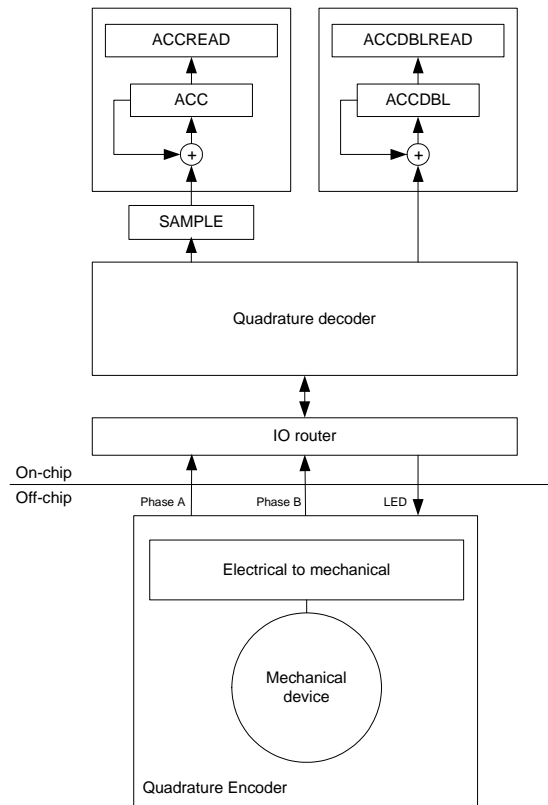 ACCREAD
ACCDBLREAD
ACC
ACCDBL
+
+
SAMPLE
Quadrature decoder
IO router
On-chip
Off-chip
Phase A
Phase B
LED
Electrical to mechanical
Mechanical
device
Quadrature Encoder